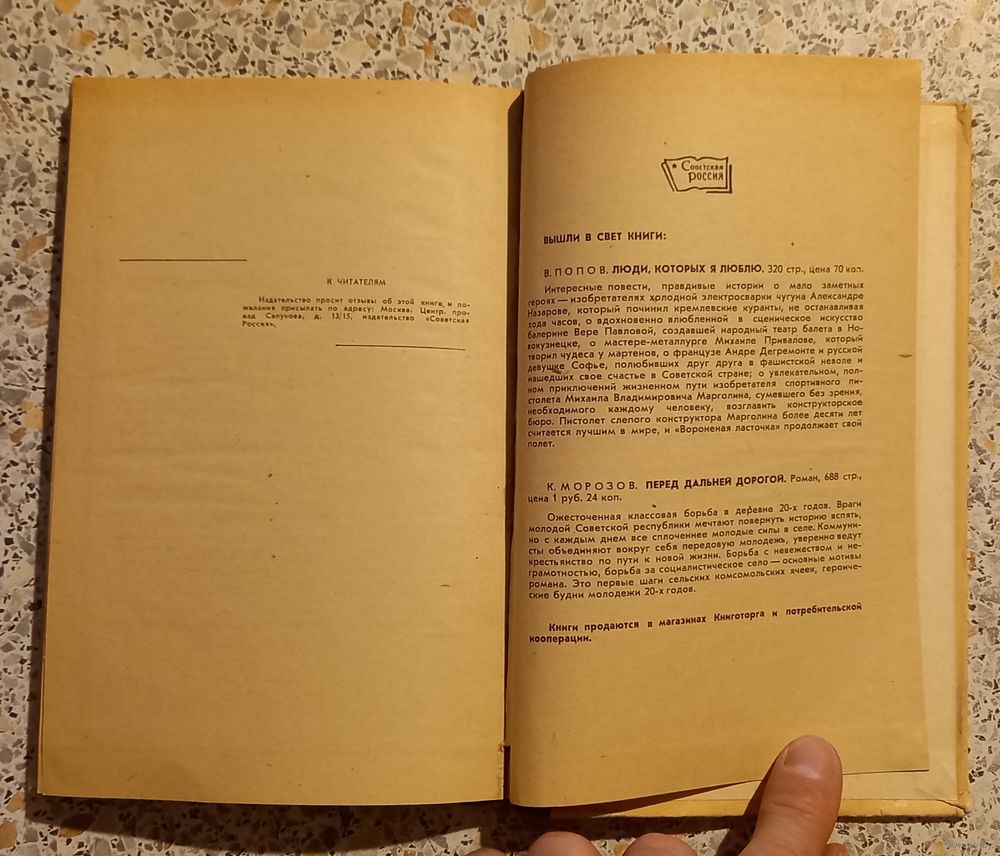 К ЧИТАТЕЛЯМ
Издательство просит отзывы об этой книге и по-
желания присылать по адресу: Москва. Центр, про-
езд Сапунова, д. 13/15, издательство «Советская
Россия».
Советская
Россия
ВЫШЛИ В СВЕТ КНИГИ:
В. ПОПОВ. ЛЮДИ, КОТОРЫХ Я ЛЮБЛЮ. 320 стр., цена 70 коп.
Интересные повести, правдивые истории о мало заметных
героях — изобретателях холодной электросварки чугуна Александре
Назарове, который починил кремлевские куранты, не останавливая
хода часов, о вдохновенно влюбленной в сценическое искусство
балерине Вере Павловой, создавшей народный театр балета в Но-
вокузнецке, о мастере-металлурге Михаиле Привалове, который
творил чудеса у мартенов, о французе Андре Дегремонте и русской
девушке Софье, полюбивших друг друга в фашистской неволе и
нашедших свое счастье в Советской стране; о увлекательном, пол-
ном приключений жизненном пути изобретателя спортивного пи-
столета Михаила Владимировича Марголина, сумевшего без зрения,
необходимого каждому человеку, возглавить конструкторское
бюро. Пистолет слепого конструктора Марголина более десяти лет
считается лучшим в мире, и «Вороненая ласточка» продолжает свой
полет.
К. МОРОЗОВ. ПЕРЕД ДАЛЬНЕЙ ДОРОГОЙ. Роман, 688 стр.,
цена 1 руб. 24 коп.
Ожесточенная классовая борьба в деревне 20-х годов. Враги
молодой Советской республики мечтают повернуть историю вспять,
но с каждым днем все сплоченнее молодые силы в селе. Коммуни-
сты объединяют вокруг себя передовую молодежь, уверенно ведут
крестьянство по пути к новой жизни. Борьба с невежеством и не-
грамотностью, борьба за социалистическое село — основные мотивы
романа. Это первые шаги сельских комсомольских ячеек, героиче-
ские будни молодежи 20-х годов.
Книги продаются в магазинах Книготорга и потребительской
кооперации.